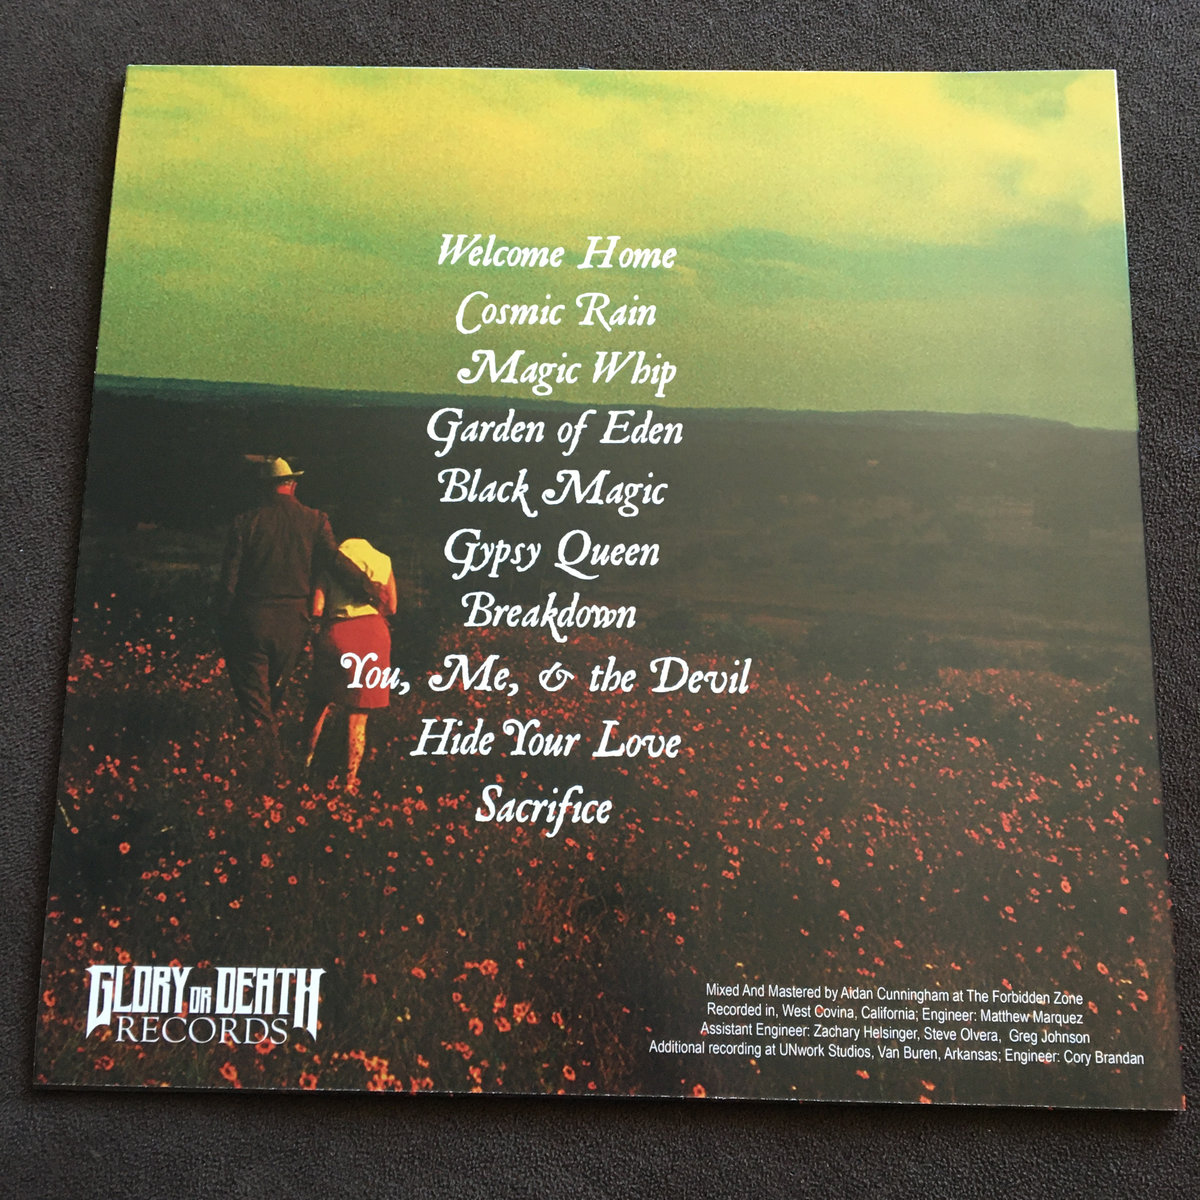 Welcome Home
Cosmic Rain
Magic Whip
Garden of Eden
Black Magic
Gypsy Queen
Breakdown
You, Me, & the Devil
Hide Your Love
Sacrifice
GLORY OR DEATH
RECORDS
Mixed And Mastered by Aidan Cunningham at The Forbidden Zone
Recorded in, West Covina, California; Engineer: Matthew Marquez
Assistant Engineer: Zachary Helsinger, Steve Olvera, Greg Johnson
Additional recording at UNwork Studios, Van Buren, Arkansas; Engineer: Cory Brandan